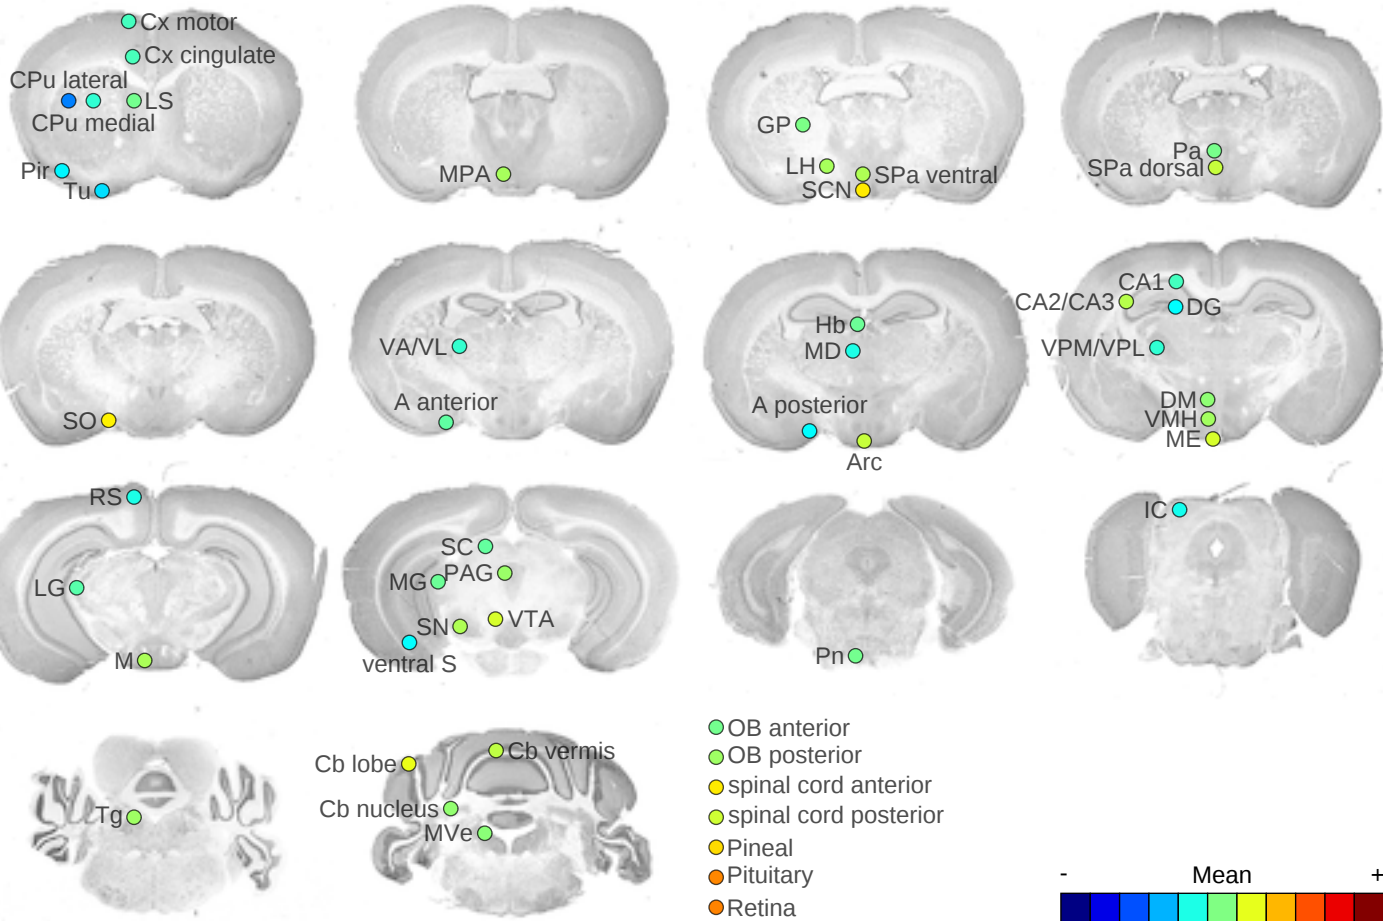 Cx motor
Cx cingulate
CPu lateral
LS
CPu medial
Pir
Tu
MPA
GP
LH
SPa ventral
SCN
Pa
SPa dorsal
SO
VA/VL
A anterior
Hb
MD
A posterior
Arc
CA1
CA2/CA3
DG
VPM/VPL
DM
VMH
ME
RS
LG
M
SC
MG
PAG
SN
VTA
ventral S
Pn
IC
Tg
Cb lobe
Cb vermis
Cb nucleus
MVe
OB anterior
OB posterior
spinal cord anterior
spinal cord posterior
Pineal
Pituitary
Retina
- Mean +